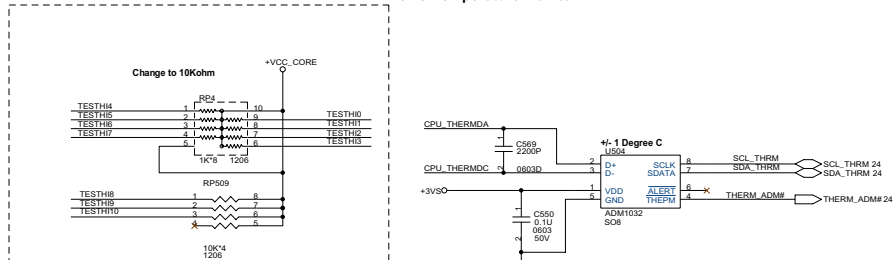 +VCC_CORE
Change to 10Kohm
RP4
TESTHI4 1 10
TESTHI5 2 9 TESTHI0
TESTHI6 3 8 TESTHI1
TESTHI7 4 7 TESTHI2
5 6 TESTHI3
1K*8 1206
RP509
TESTHI8 1 8
TESTHI9 2 7
TESTHI10 3 6
4 5
10K*4
1206
CPU_THERMDA
1
C569
2200P
2
CPU_THERMDC 0603D
+/- 1 Degree C
U504
2 D+ SCLK 8 SCL_THRM SCL_THRM 24
3 D- SDATA 7 SDA_THRM SDA_THRM 24
+3VS 1 VDD ALERT 6
5 GND THEPM 4 THERM_ADM# THERM_ADM# 24
ADM1032
SO8
1
C550
0.1U
0603
50V
2